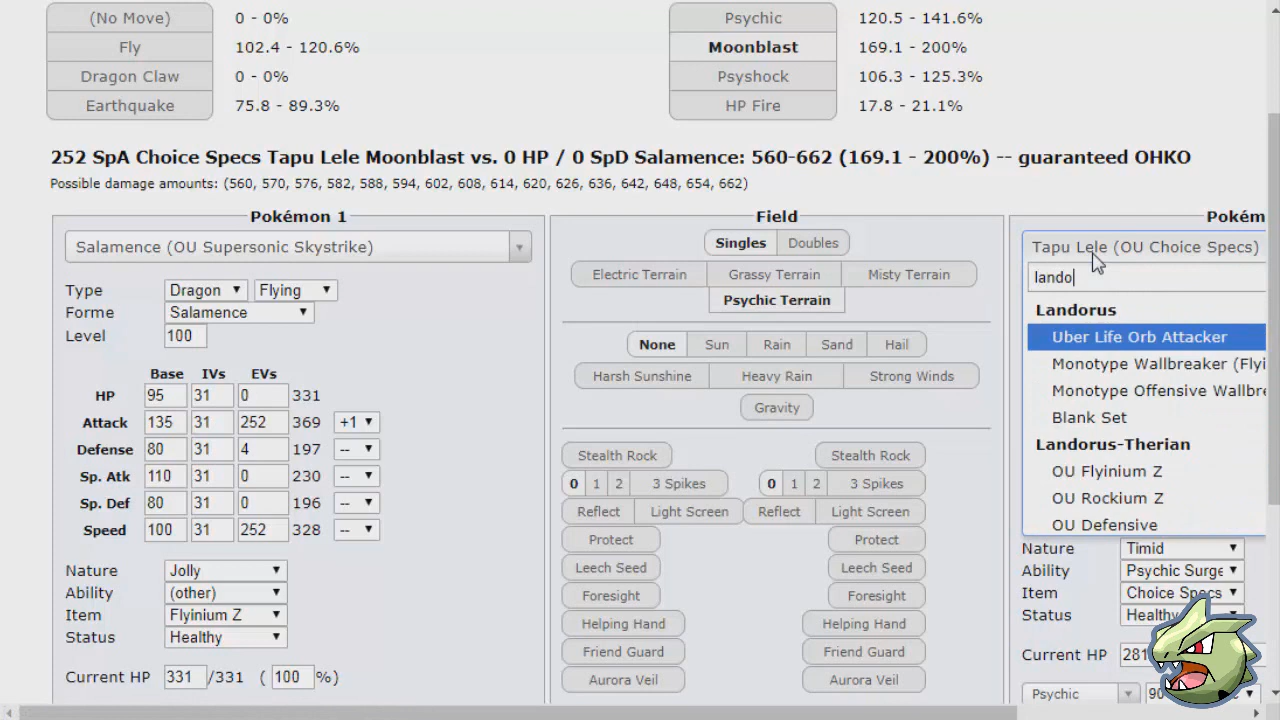 (No Move) 0 - 0% Psychic 120.5 - 141.6%
Fly 102.4 - 120.6% Moonblast 169.1 - 200%
Dragon Claw 0 - 0% Psyshock 106.3 - 125.3%
Earthquake 75.8 - 89.3% HP Fire 17.8 - 21.1%
252 SpA Choice Specs Tapu Lele Moonblast vs. 0 HP / 0 SpD Salamence: 560-662 (169.1 - 200%) -- guaranteed OHKO
Possible damage amounts: (560, 570, 576, 582, 588, 594, 602, 608, 614, 620, 626, 636, 642, 648, 654, 662)
Pokémon 1
Salamence (OU Supersonic Skystrike)
Type Dragon Flying
Forme Salamence
Level 100
Base IVs EVs
HP 95 31 0 331
Attack 135 31 252 369 +1
Defense 80 31 4 197 --
Sp. Atk 110 31 0 230 --
Sp. Def 80 31 0 196 --
Speed 100 31 252 328 --
Nature Jolly
Ability (other)
Item Flyinium Z
Status Healthy
Current HP 331 /331 ( 100 %)
Field
Singles Doubles
Electric Terrain Grassy Terrain Misty Terrain
Psychic Terrain
None Sun Rain Sand Hail
Harsh Sunshine Heavy Rain Strong Winds
Gravity
Stealth Rock Stealth Rock
0 1 2 3 Spikes 0 1 2 3 Spikes
Reflect Light Screen Reflect Light Screen
Protect Protect
Leech Seed Leech Seed
Foresight Foresight
Helping Hand Helping Hand
Friend Guard Friend Guard
Aurora Veil Aurora Veil
Pokém
Tapu Lele (OU Choice Specs)
lando
Landorus
Uber Life Orb Attacker
Monotype Wallbreaker (Flyi
Monotype Offensive Wallbre
Blank Set
Landorus-Therian
OU Flyinium Z
OU Rockium Z
OU Defensive
Nature Timid
Ability Psychic Surge
Item Choice Specs
Status Healthy
Current HP 281
Psychic 90